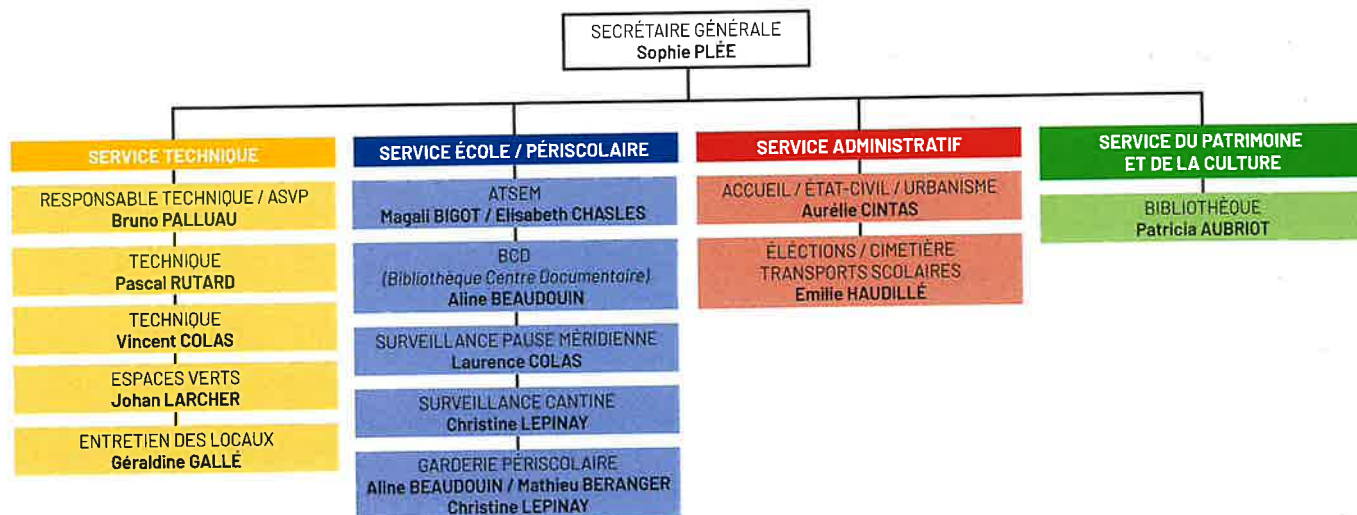 SECRÉTAIRE GÉNÉRALE
Sophie PLÉE
SERVICE TECHNIQUE
RESPONSABLE TECHNIQUE / ASVP
Bruno PALLUAU
TECHNIQUE
Pascal RUTARD
TECHNIQUE
Vincent COLAS
ESPACES VERTS
Johan LARCHER
ENTRETIEN DES LOCAUX
Géraldine GALLÉ
SERVICE ÉCOLE / PÉRISCOLAIRE
ATSEM
Magali BIGOT / Elisabeth CHASLES
BCD
(Bibliothèque Centre Documentaire)
Aline BEAUDOUIN
SURVEILLANCE PAUSE MÉRIDIENNE
Laurence COLAS
SURVEILLANCE CANTINE
Christine LEPINAY
GARDERIE PÉRISCOLAIRE
Aline BEAUDOUIN / Mathieu BERANGER
Christine LEPINAY
SERVICE ADMINISTRATIF
ACCUEIL / ÉTAT-CIVIL / URBANISME
Aurélie CINTAS
ÉLÉCTIONS / CIMETIÈRE
TRANSPORTS SCOLAIRES
Emilie HAUDILLÉ
SERVICE DU PATRIMOINE
ET DE LA CULTURE
BIBLIOTHÈQUE
Patricia AUBRIOT